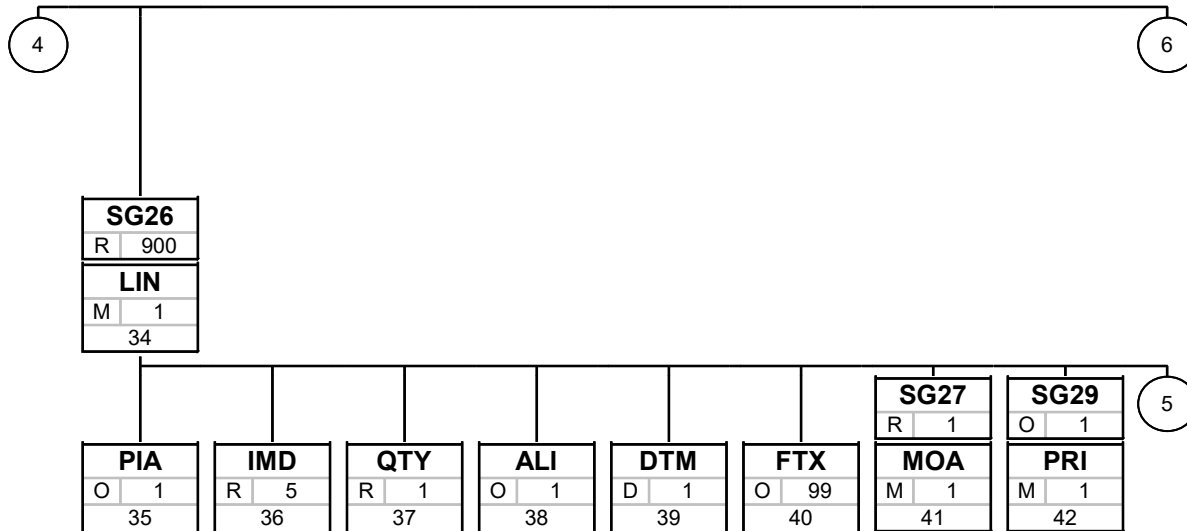 4
6
SG26
R 900
LIN
M 1
34
SG27 SG29 5
R 1 O 1
PIA IMD QTY ALI DTM FTX MOA PRI
O 1 R 5 R 1 O 1 D 1 O 99 M 1 M 1
35 36 37 38 39 40 41 42